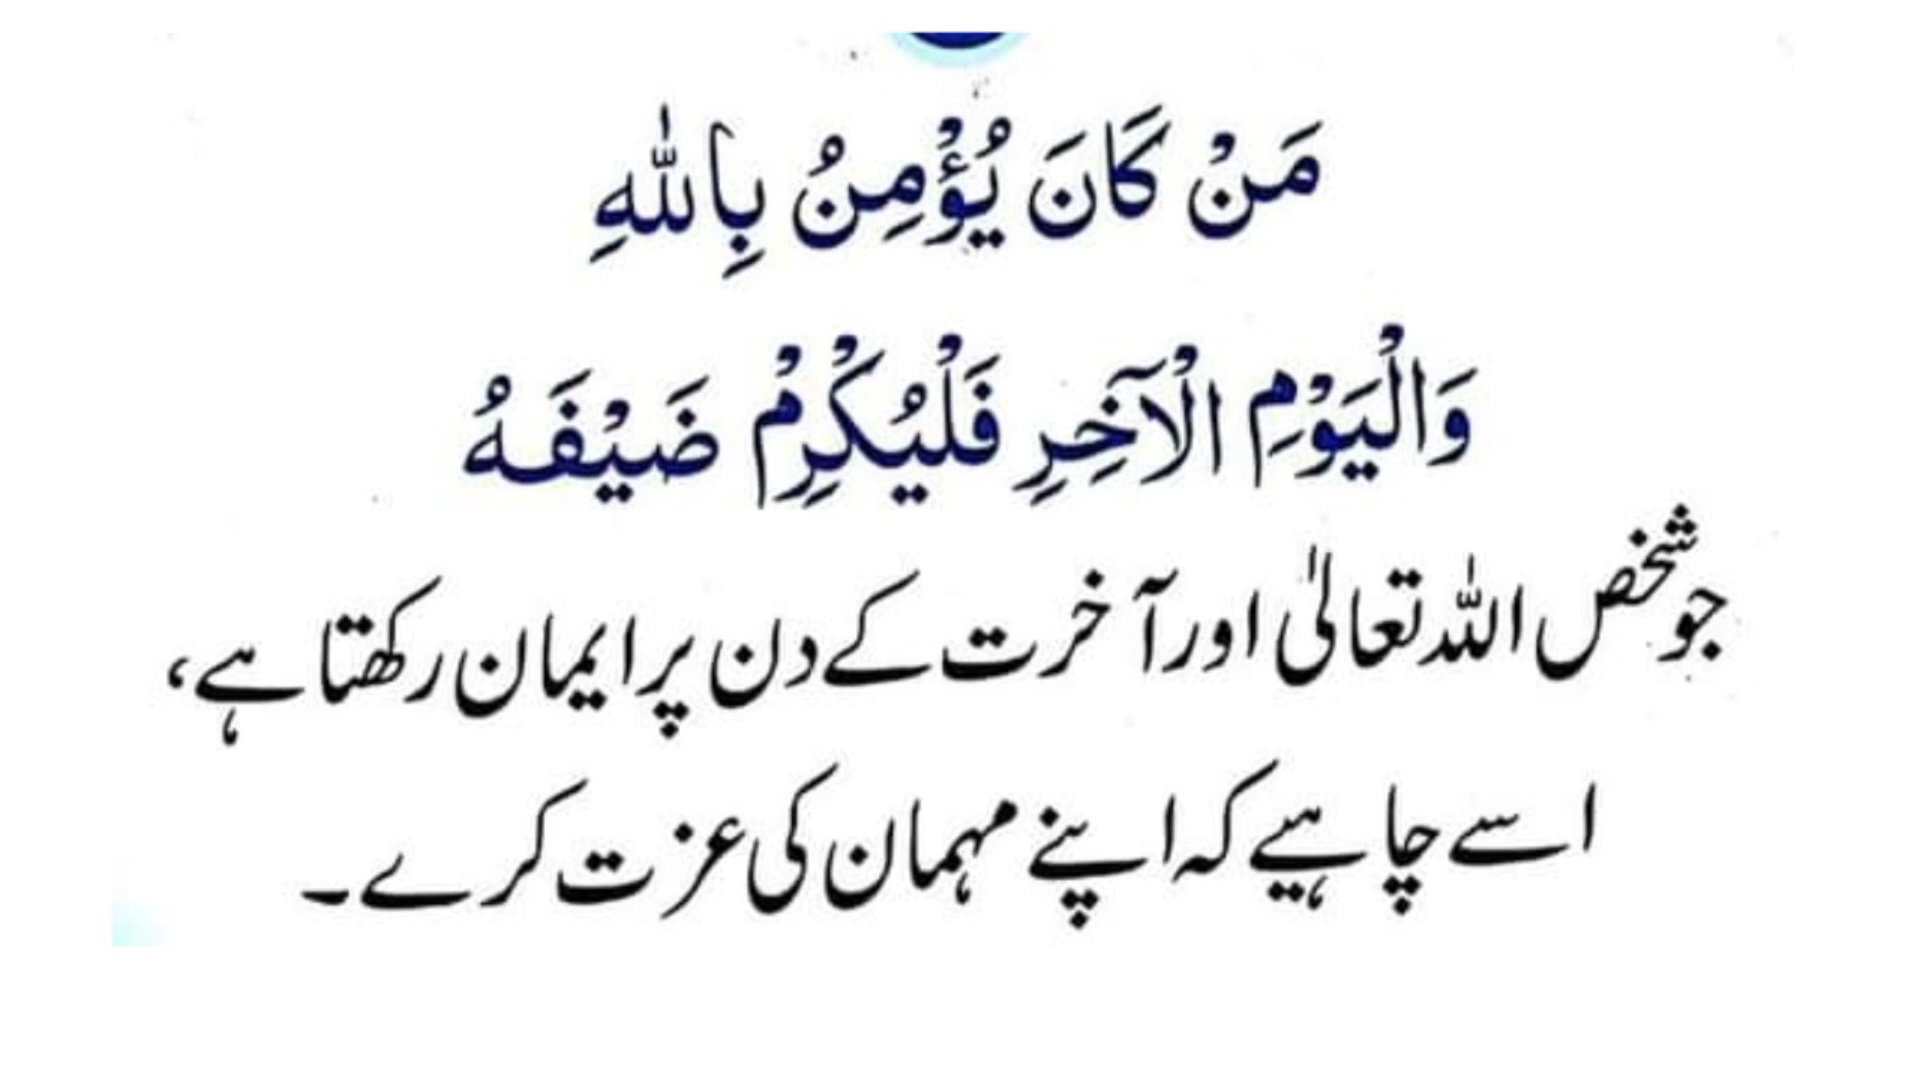 مَنْ كَانَ يُؤْمِنُ بِاللّٰهِ
وَالْيَوْمِ الْآخِرِ فَلْيُكْرِمْ ضَيْفَهُ
جو شخص اللہ تعالیٰ اور آخرت کے دن پر ایمان رکھتا ہے،
اسے چاہیے کہ اپنے مہمان کی عزت کرے۔